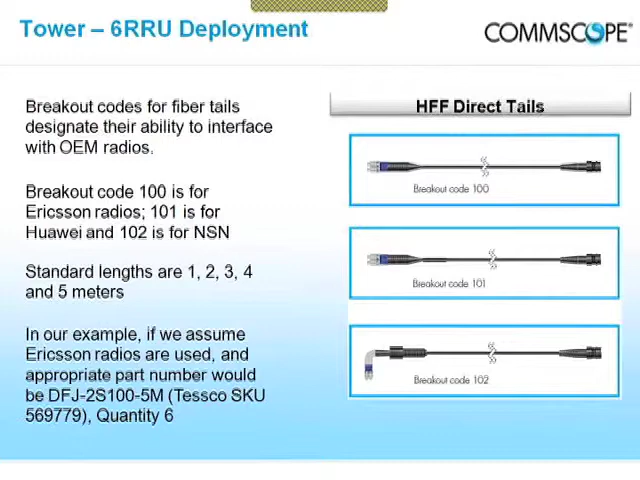 Tower – 6RRU Deployment
COMMSCOPE®
Breakout codes for fiber tails
designate their ability to interface
with OEM radios.
Breakout code 100 is for
Ericsson radios; 101 is for
Huawei and 102 is for NSN
Standard lengths are 1, 2, 3, 4
and 5 meters
In our example, if we assume
Ericsson radios are used, and
appropriate part number would
be DFJ-2S100-5M (Tessco SKU
569779), Quantity 6
HFF Direct Tails
Breakout code 100
Breakout code 101
Breakout code 102